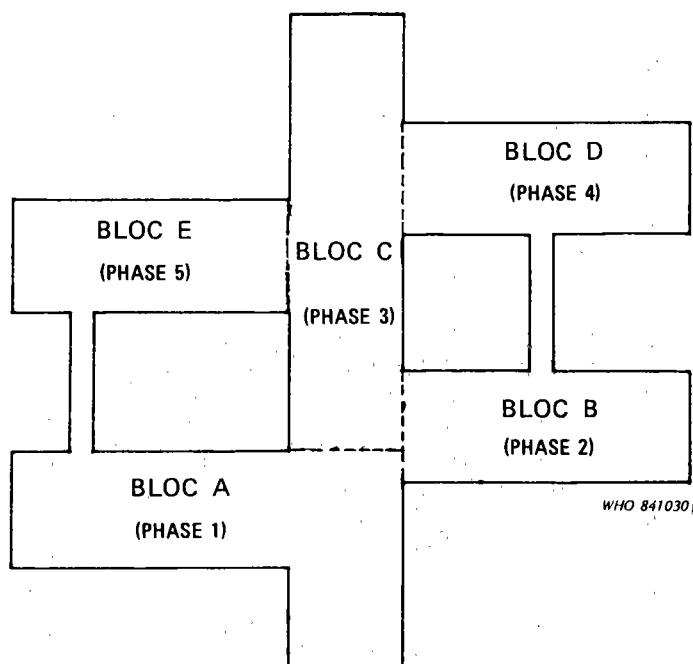 BLOC D
(PHASE 4)
BLOC E
(PHASE 5)
BLOC C
(PHASE 3)
BLOC B
(PHASE 2)
BLOC A
(PHASE 1)
WHO 841030